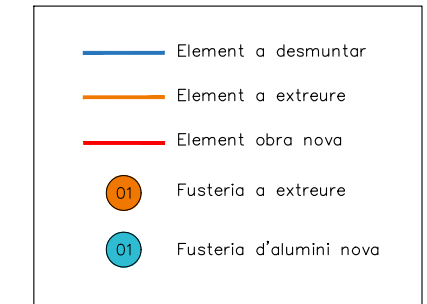 Element a desmuntar
Element a extreure
Element obra nova
01 Fusteria a extreure
01 Fusteria d'alumini nova